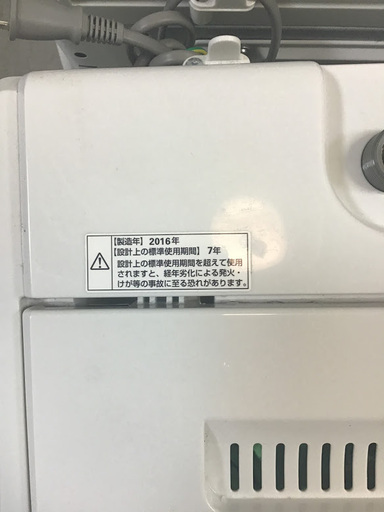 【製造年】2016年
【設計上の標準使用期間】7年
設計上の標準使用期間を超えて使用
されますと、経年劣化による発火・
けが等の事故に至る恐れがあります。